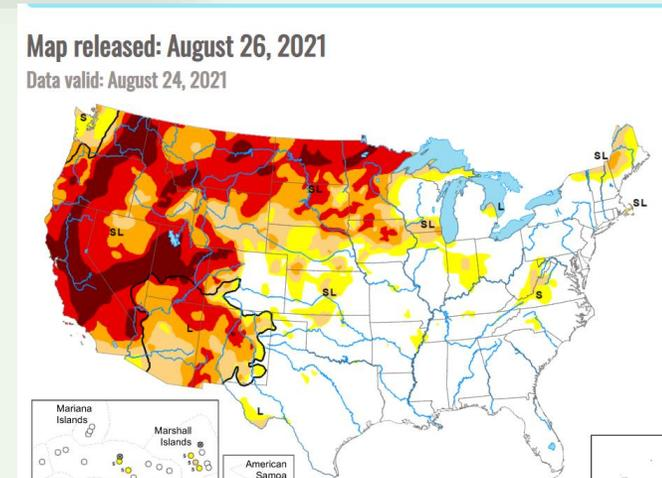 Map released: August 26, 2021
Data valid: August 24, 2021
S
SL
SL
L
SL
SL
SL
SL
S
L
L
Mariana
Islands
Marshall
Islands
S
S
S
S
S
American
Samoa